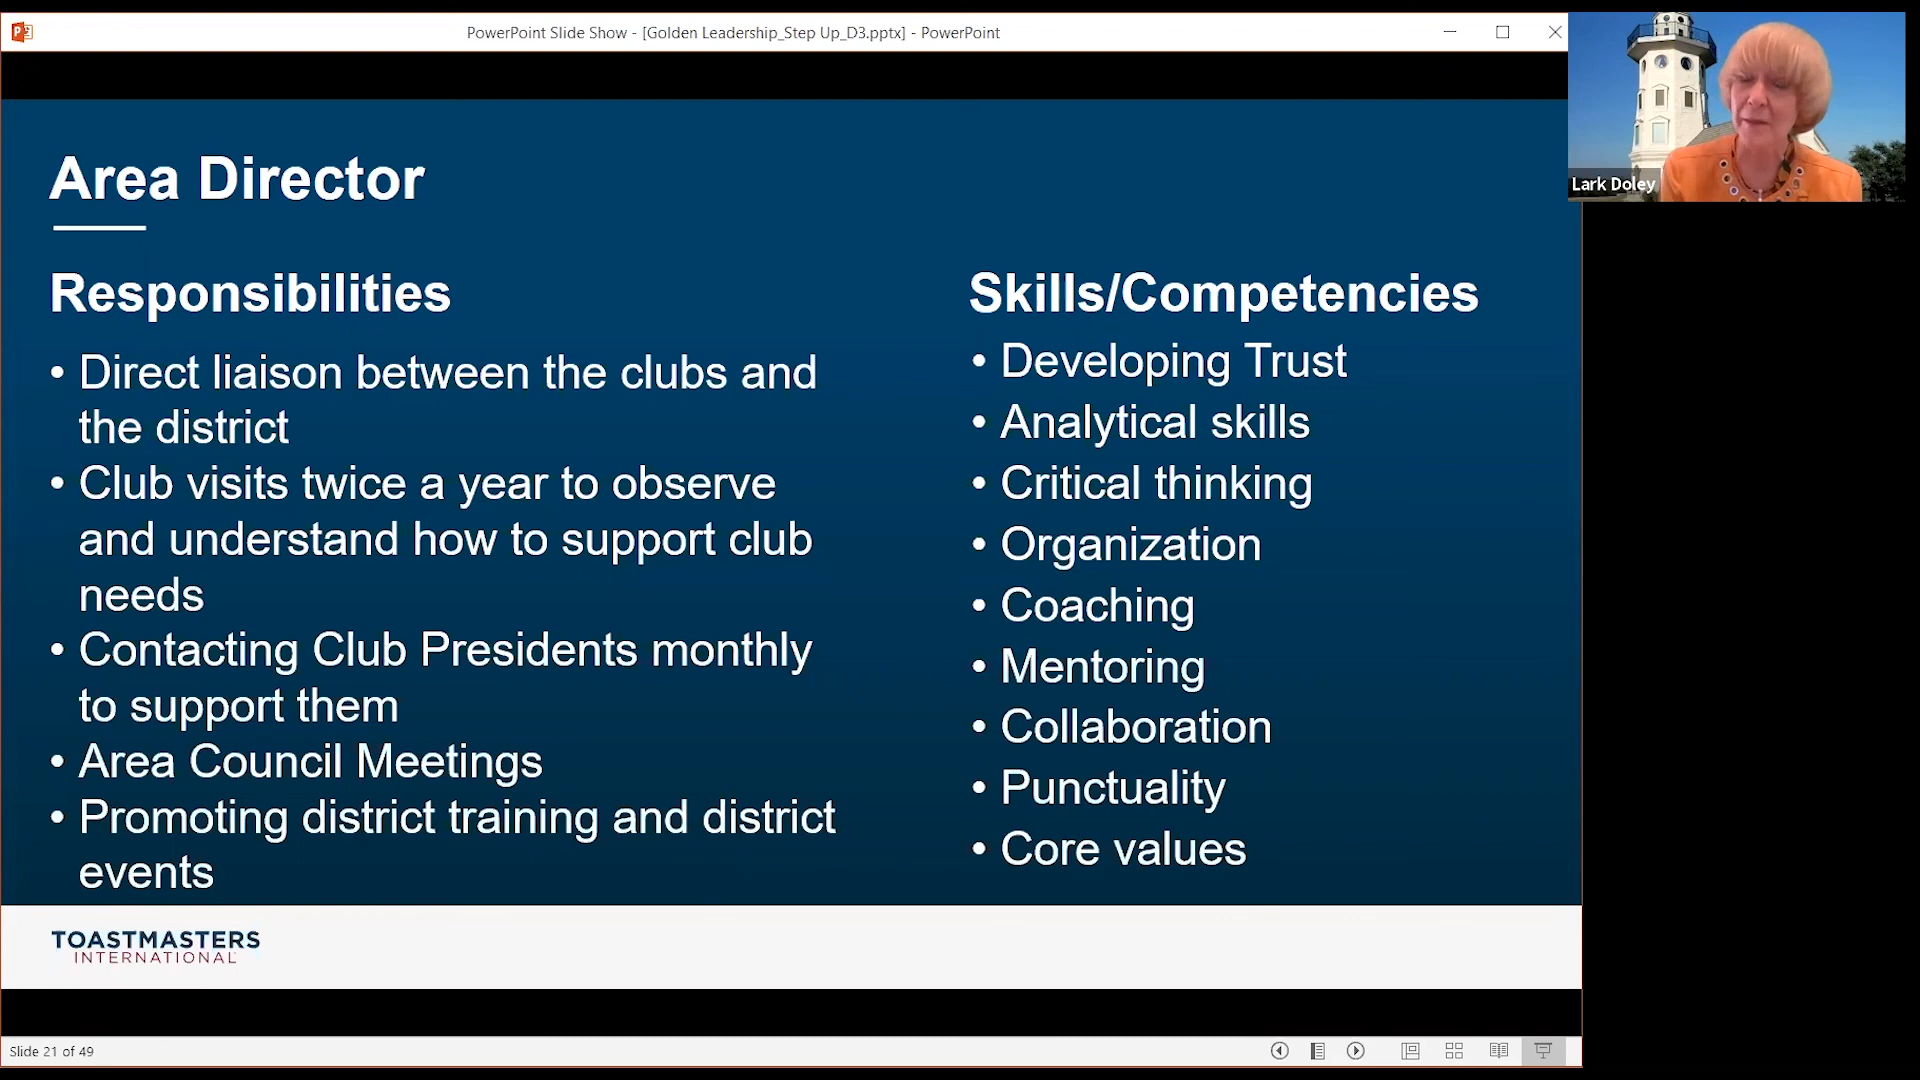 PowerPoint Slide Show - [Golden Leadership_Step Up_D3.pptx] - PowerPoint
Lark Doley
Area Director
Responsibilities
• Direct liaison between the clubs and
the district
• Club visits twice a year to observe
and understand how to support club
needs
• Contacting Club Presidents monthly
to support them
• Area Council Meetings
• Promoting district training and district
events
Skills/Competencies
• Developing Trust
• Analytical skills
• Critical thinking
• Organization
• Coaching
• Mentoring
• Collaboration
• Punctuality
• Core values
TOASTMASTERS
INTERNATIONAL
Slide 21 of 49